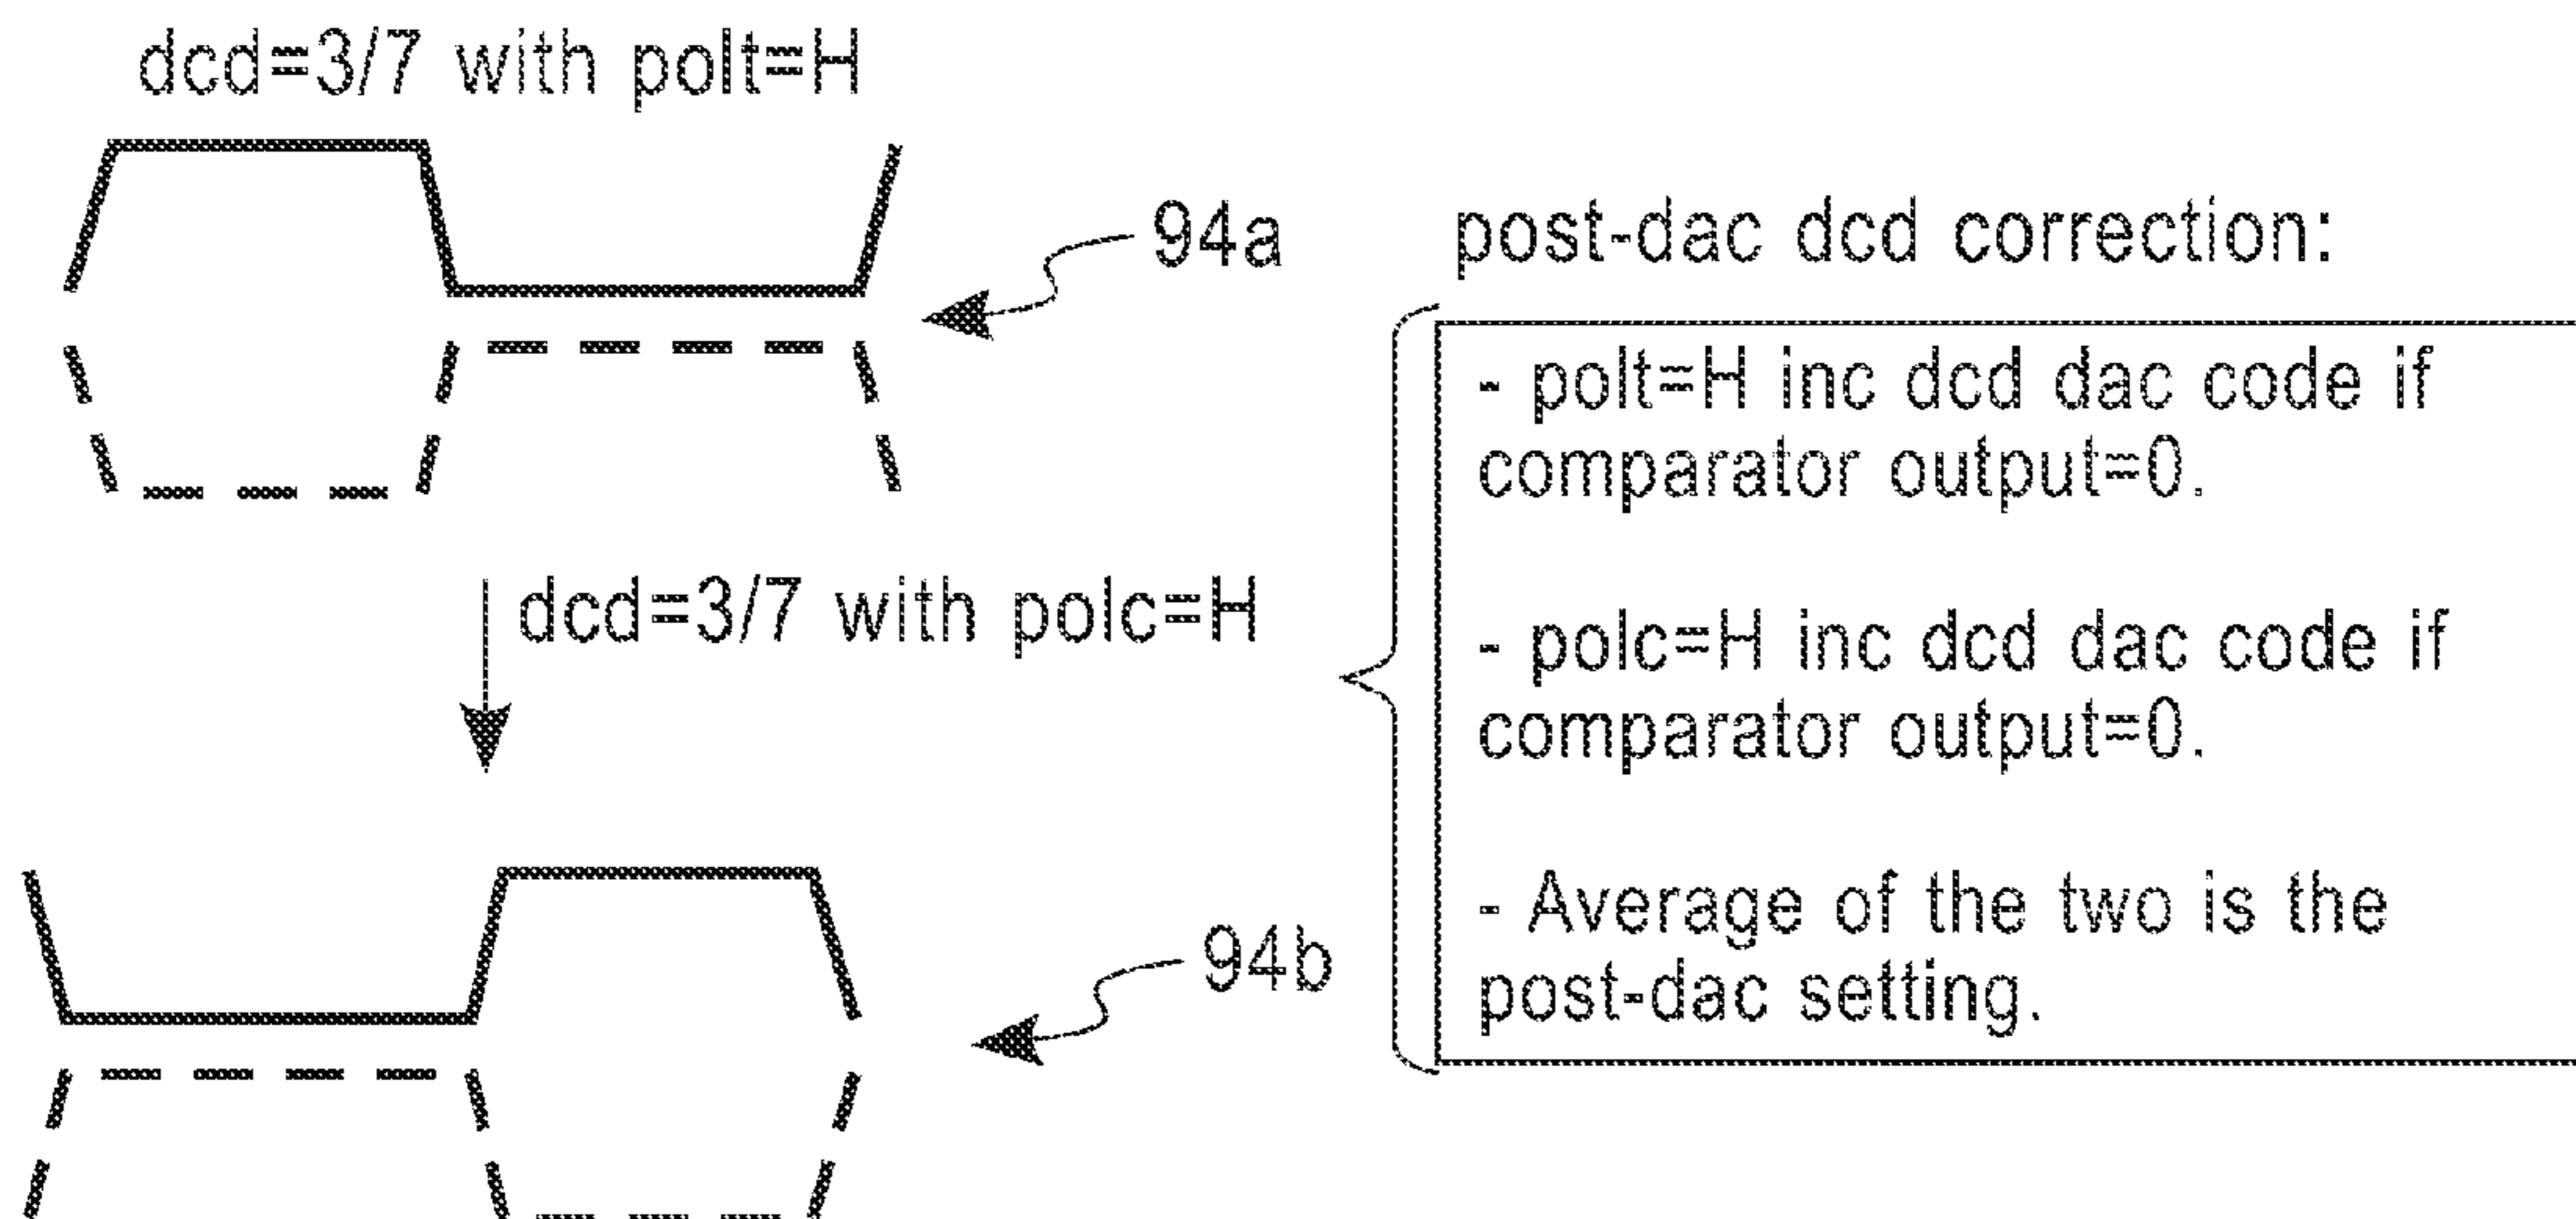 dcd=3/7 with polt=H
94a
post-dac dcd correction:
- polt=H inc dcd dac code if
comparator output=0.
dcd=3/7 with polc=H
- polc=H inc dcd dac code if
comparator output=0.
94b
- Average of the two is the
post-dac setting.